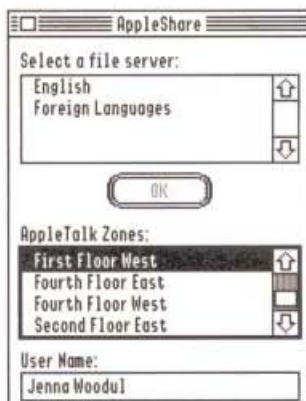 AppleShare
Select a file server:
English
Foreign Languages
OK
AppleTalk Zones:
First Floor West
Fourth Floor East
Fourth Floor West
Second Floor East
User Name:
Jenna Woodul